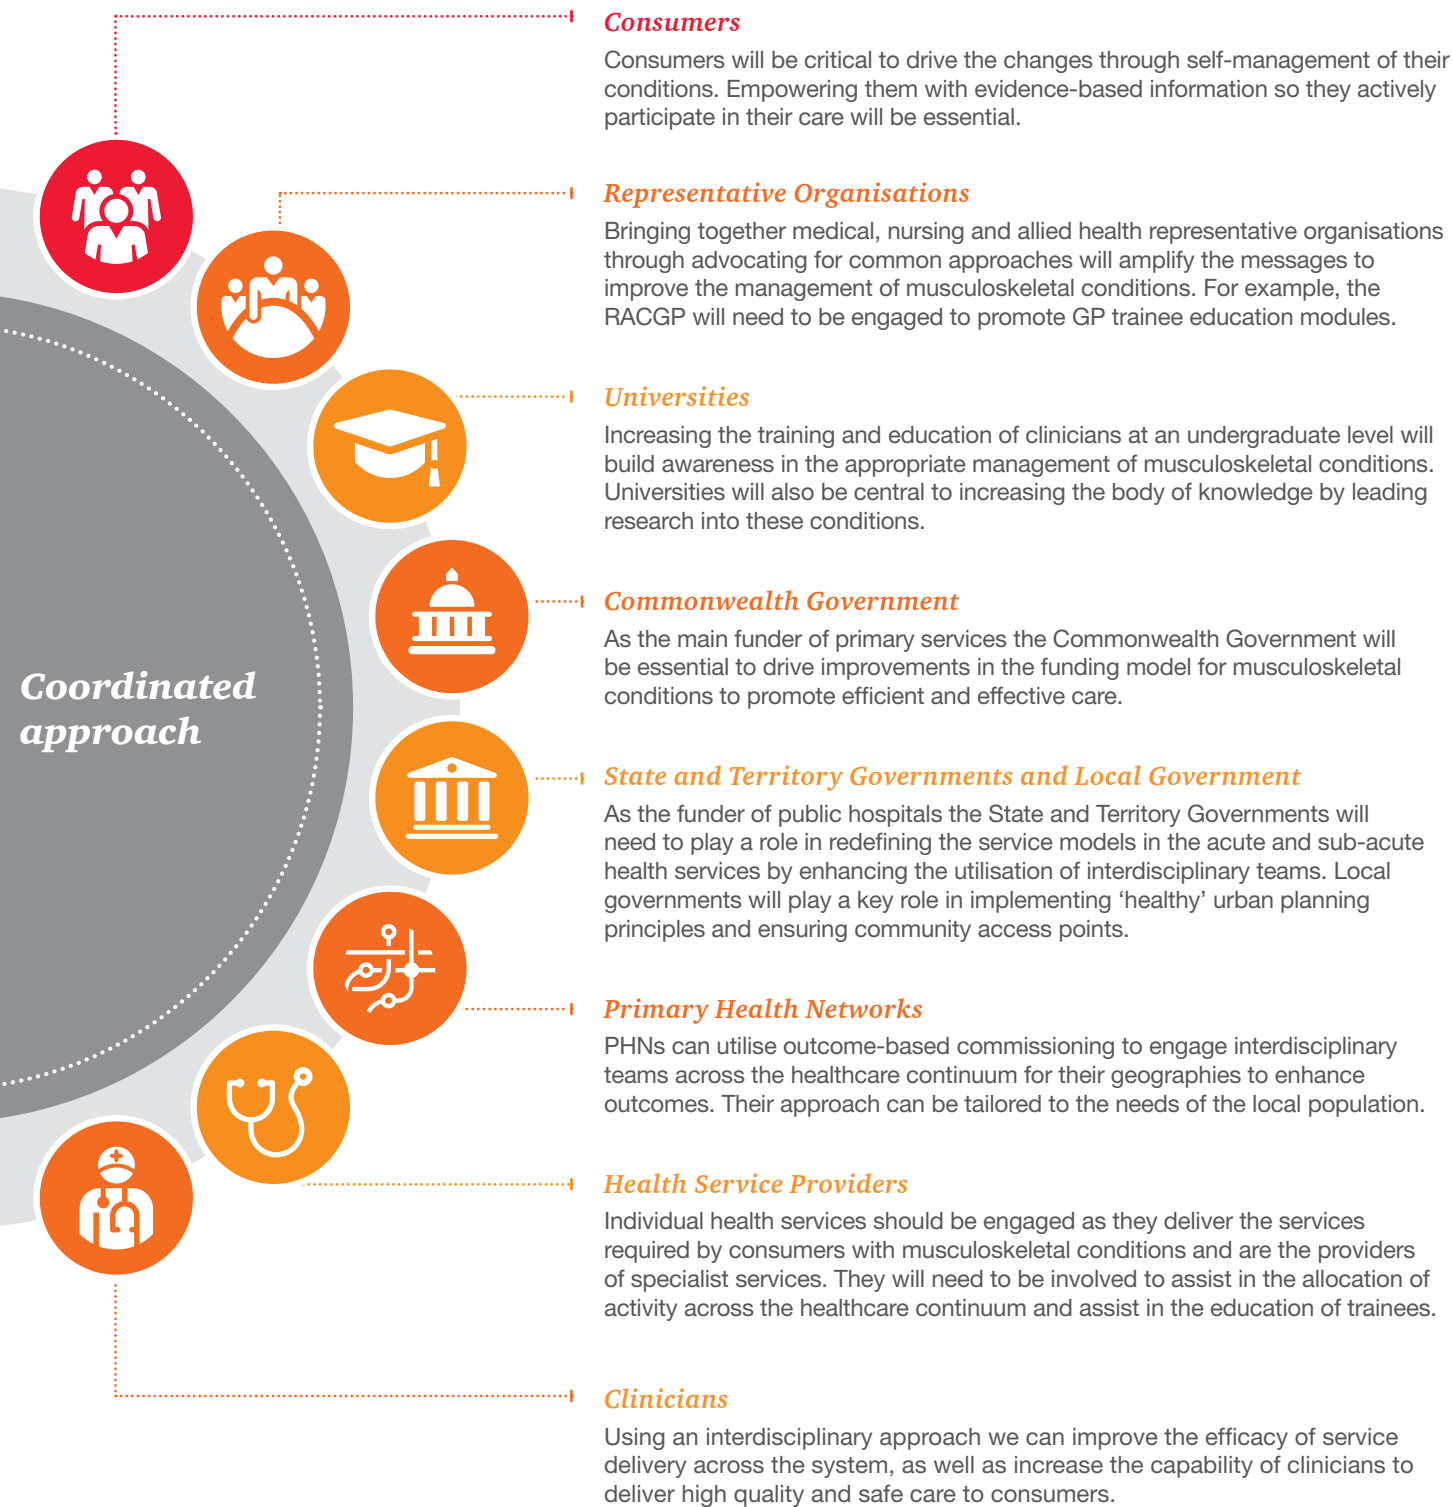 Consumers
Consumers will be critical to drive the changes through self-management of their
conditions. Empowering them with evidence-based information so they actively
participate in their care will be essential.
Representative Organisations
Bringing together medical, nursing and allied health representative organisations
through advocating for common approaches will amplify the messages to
improve the management of musculoskeletal conditions. For example, the
RACGP will need to be engaged to promote GP trainee education modules.
Universities
Increasing the training and education of clinicians at an undergraduate level will
build awareness in the appropriate management of musculoskeletal conditions.
Universities will also be central to increasing the body of knowledge by leading
research into these conditions.
Commonwealth Government
As the main funder of primary services the Commonwealth Government will
be essential to drive improvements in the funding model for musculoskeletal
conditions to promote efficient and effective care.
Coordinated
approach
State and Territory Governments and Local Government
As the funder of public hospitals the State and Territory Governments will
need to play a role in redefining the service models in the acute and sub-acute
health services by enhancing the utilisation of interdisciplinary teams. Local
governments will play a key role in implementing ‘healthy’ urban planning
principles and ensuring community access points.
Primary Health Networks
PHNs can utilise outcome-based commissioning to engage interdisciplinary
teams across the healthcare continuum for their geographies to enhance
outcomes. Their approach can be tailored to the needs of the local population.
Health Service Providers
Individual health services should be engaged as they deliver the services
required by consumers with musculoskeletal conditions and are the providers
of specialist services. They will need to be involved to assist in the allocation of
activity across the healthcare continuum and assist in the education of trainees.
Clinicians
Using an interdisciplinary approach we can improve the efficacy of service
delivery across the system, as well as increase the capability of clinicians to
deliver high quality and safe care to consumers.